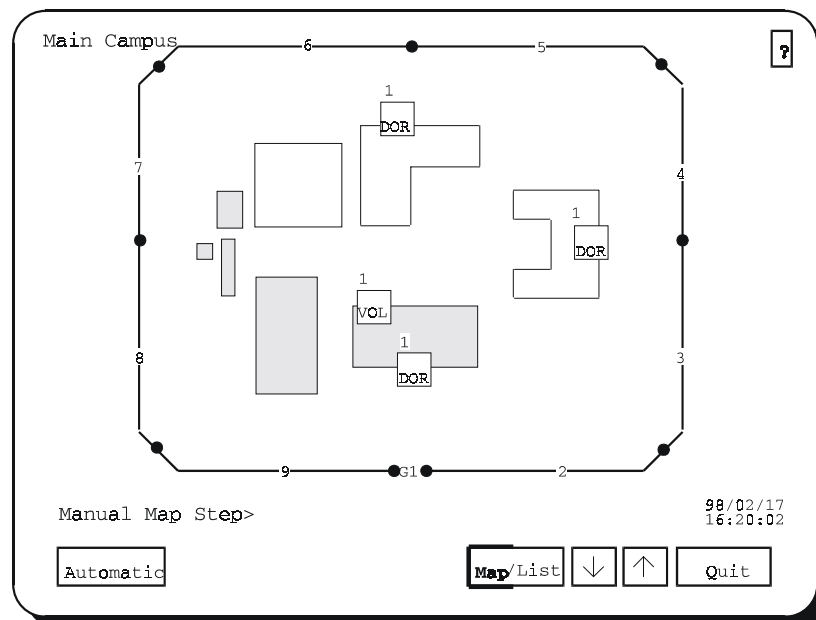 Main Campus
6
5
?
1
DOR
7
4
1
DOR
1
VOL
1
DOR
8
3
9
G1
2
Manual Map Step>
98/02/17
16:20:02
Automatic
Map/List
↓
↑
Quit